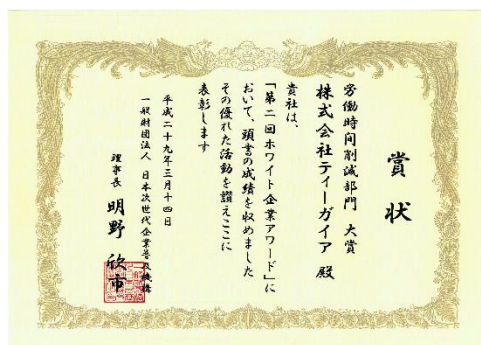 賞状
労働時間削減部門 大賞
株式会社ティーガイア 殿
貴社は、
「第二回ホワイト企業アワード」に
おいて、頭書の成績を収めました
その優れた活動を讃えここに
表彰します
平成二十九年三月十四日
一般財団法人 日本次世代企業普及機構
理事長 明野 欣市